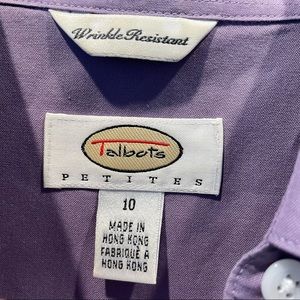 Wrinkle Resistant
Talbots
PETITES
10
MADE IN
HONG KONG
FABRIQUÉ À
HONG KONG